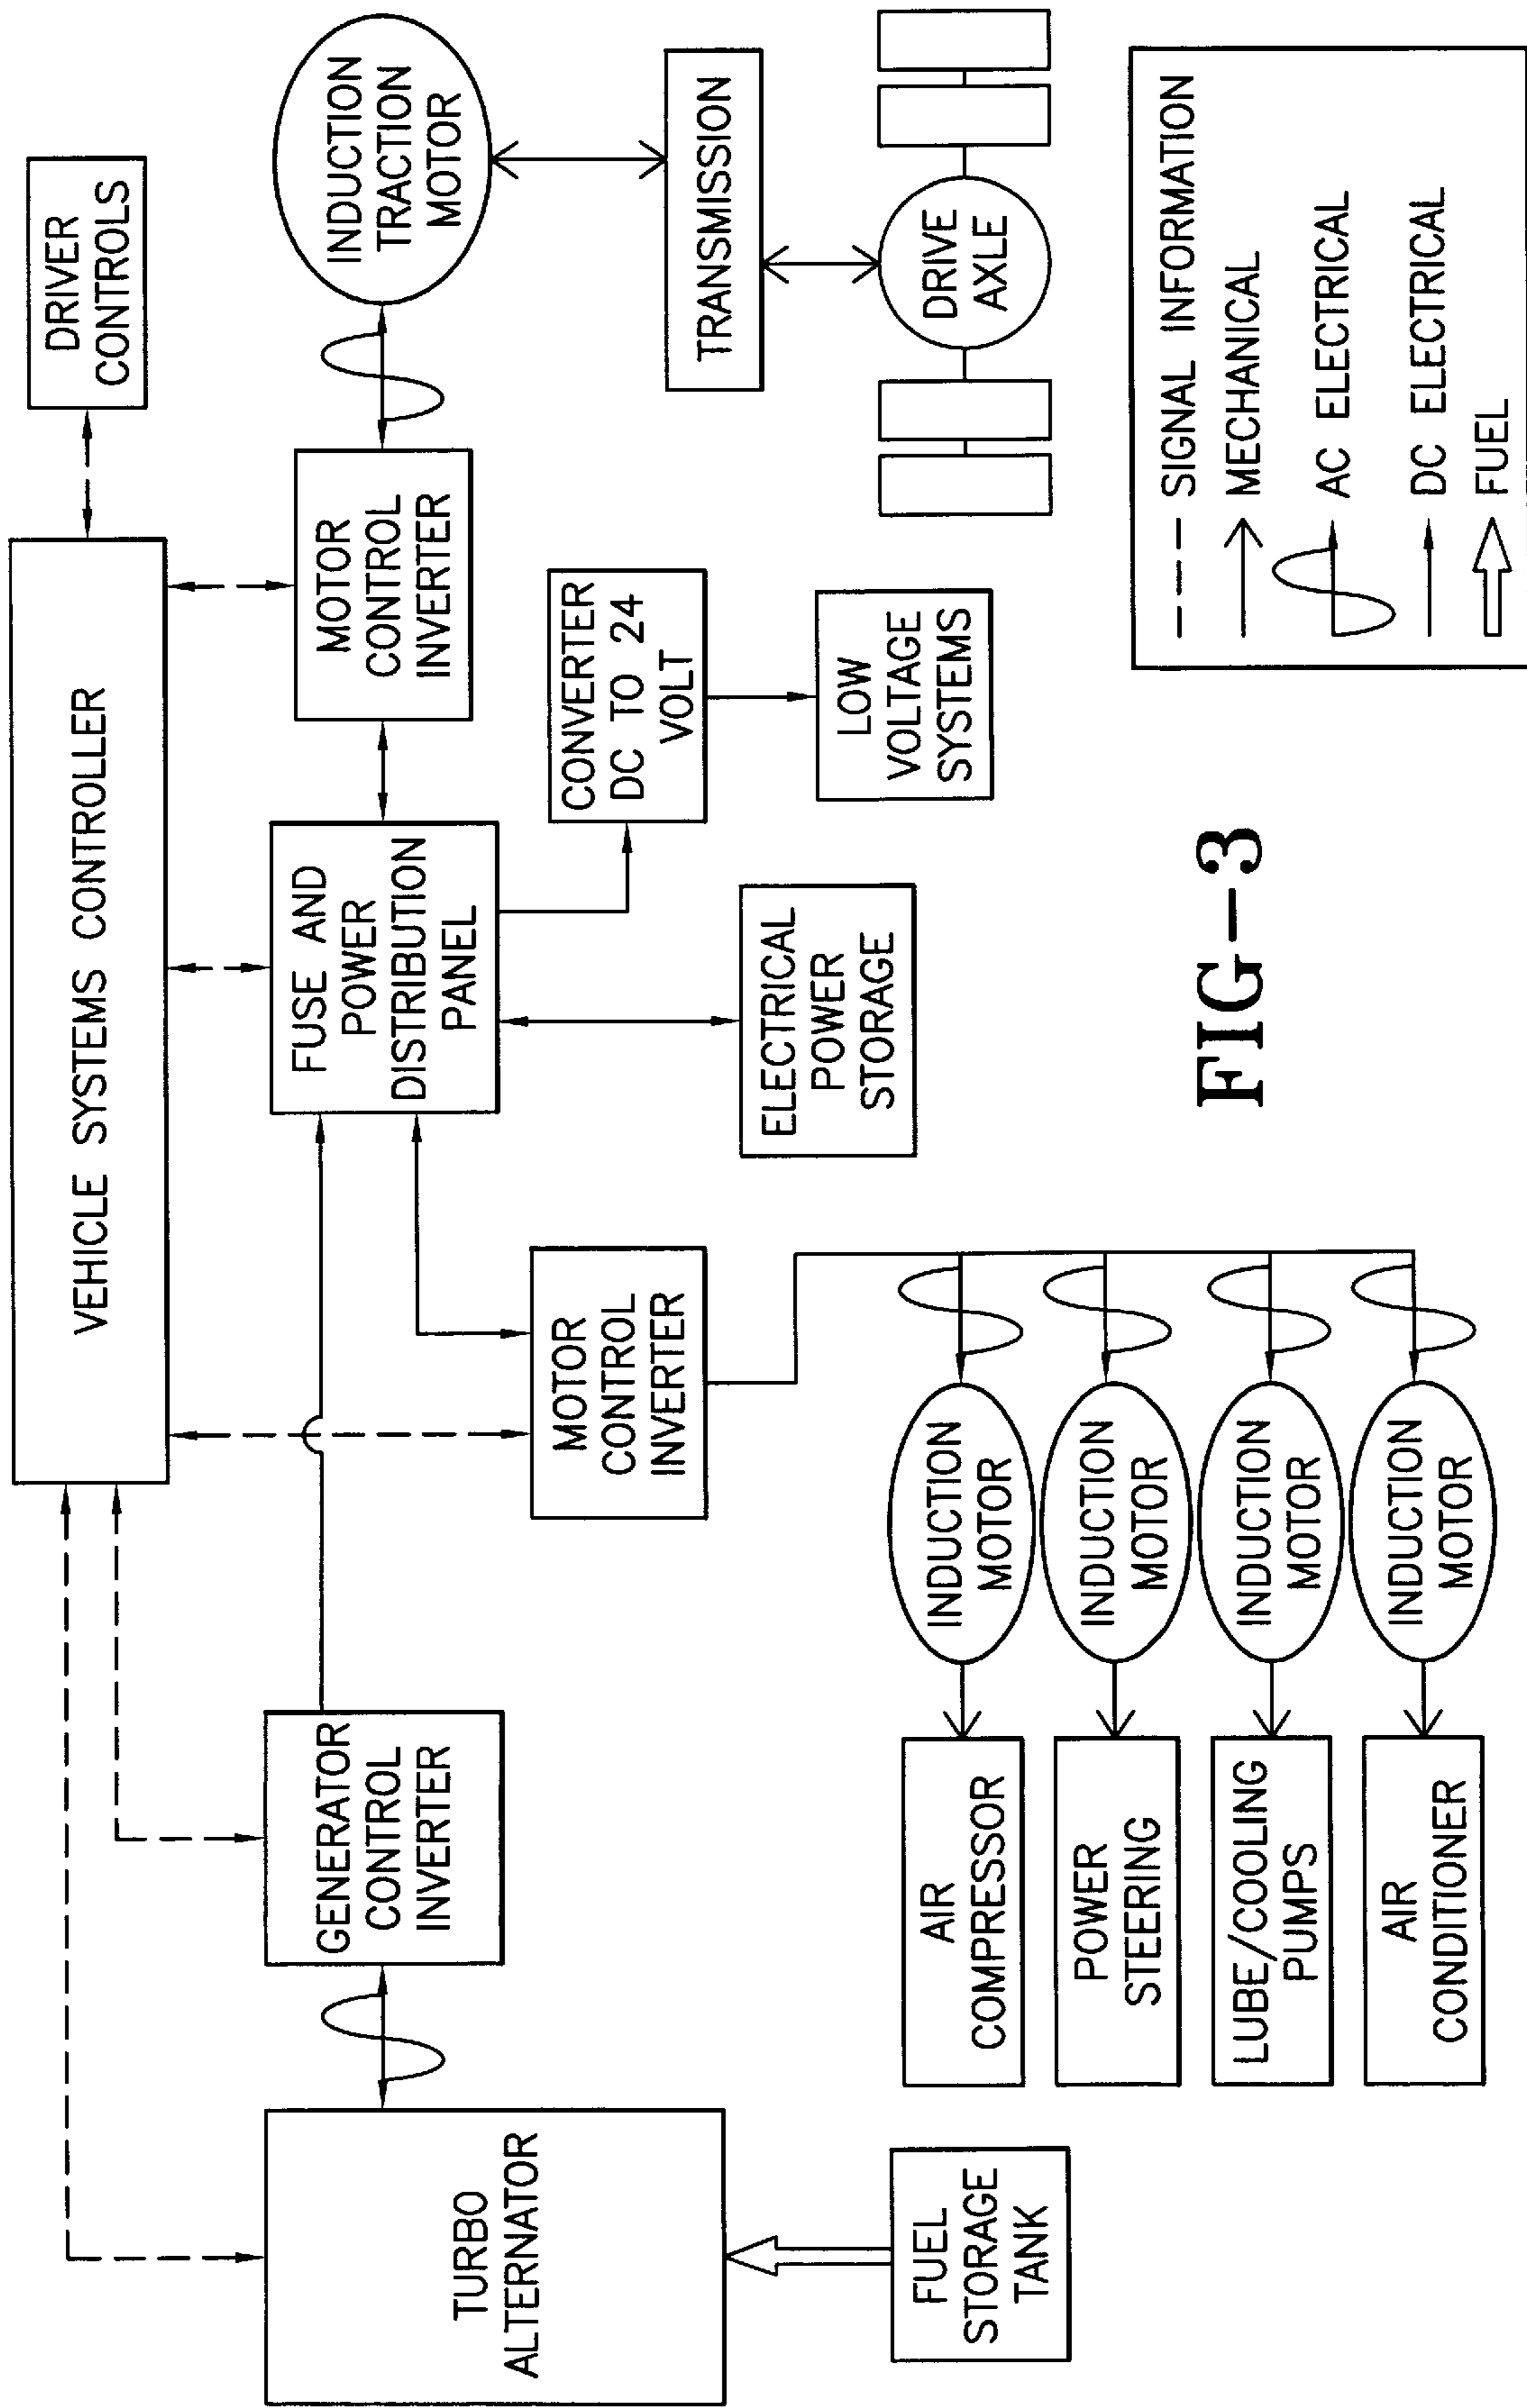 VEHICLE SYSTEMS CONTROLLER
DRIVER
CONTROLS
TURBO
ALTERNATOR
GENERATOR
CONTROL
INVERTER
FUSE AND
POWER
DISTRIBUTION
PANEL
MOTOR
CONTROL
INVERTER
INDUCTION
TRACTION
MOTOR
MOTOR
CONTROL
INVERTER
CONVERTER
DC TO 24
VOLT
TRANSMISSION
FUEL
STORAGE
TANK
ELECTRICAL
POWER
STORAGE
LOW
VOLTAGE
SYSTEMS
DRIVE
AXLE
AIR
COMPRESSOR
INDUCTION
MOTOR
POWER
STEERING
INDUCTION
MOTOR
LUBE/COOLING
PUMPS
INDUCTION
MOTOR
AIR
CONDITIONER
INDUCTION
MOTOR
SIGNAL INFORMATION
MECHANICAL
AC ELECTRICAL
DC ELECTRICAL
FUEL
FIG-3